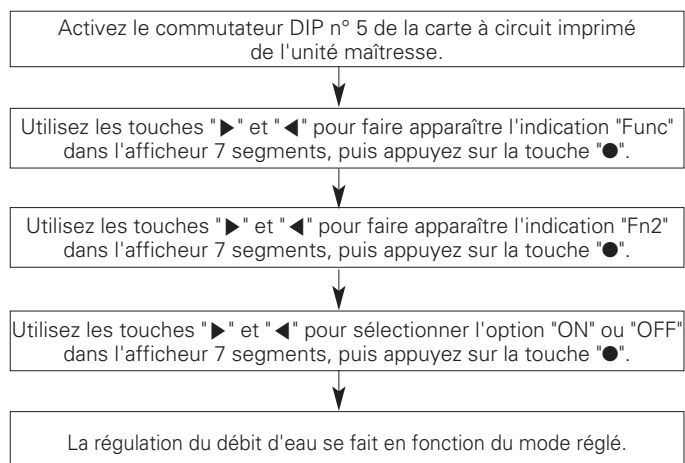 Activez le commutateur DIP n° 5 de la carte à circuit imprimé
de l'unité maîtresse.
Utilisez les touches "▶" et "◀" pour faire apparaître l'indication "Func"
dans l'afficheur 7 segments, puis appuyez sur la touche "●".
Utilisez les touches "▶" et "◀" pour faire apparaître l'indication "Fn2"
dans l'afficheur 7 segments, puis appuyez sur la touche "●".
Utilisez les touches "▶" et "◀" pour sélectionner l'option "ON" ou "OFF"
dans l'afficheur 7 segments, puis appuyez sur la touche "●".
La régulation du débit d'eau se fait en fonction du mode réglé.